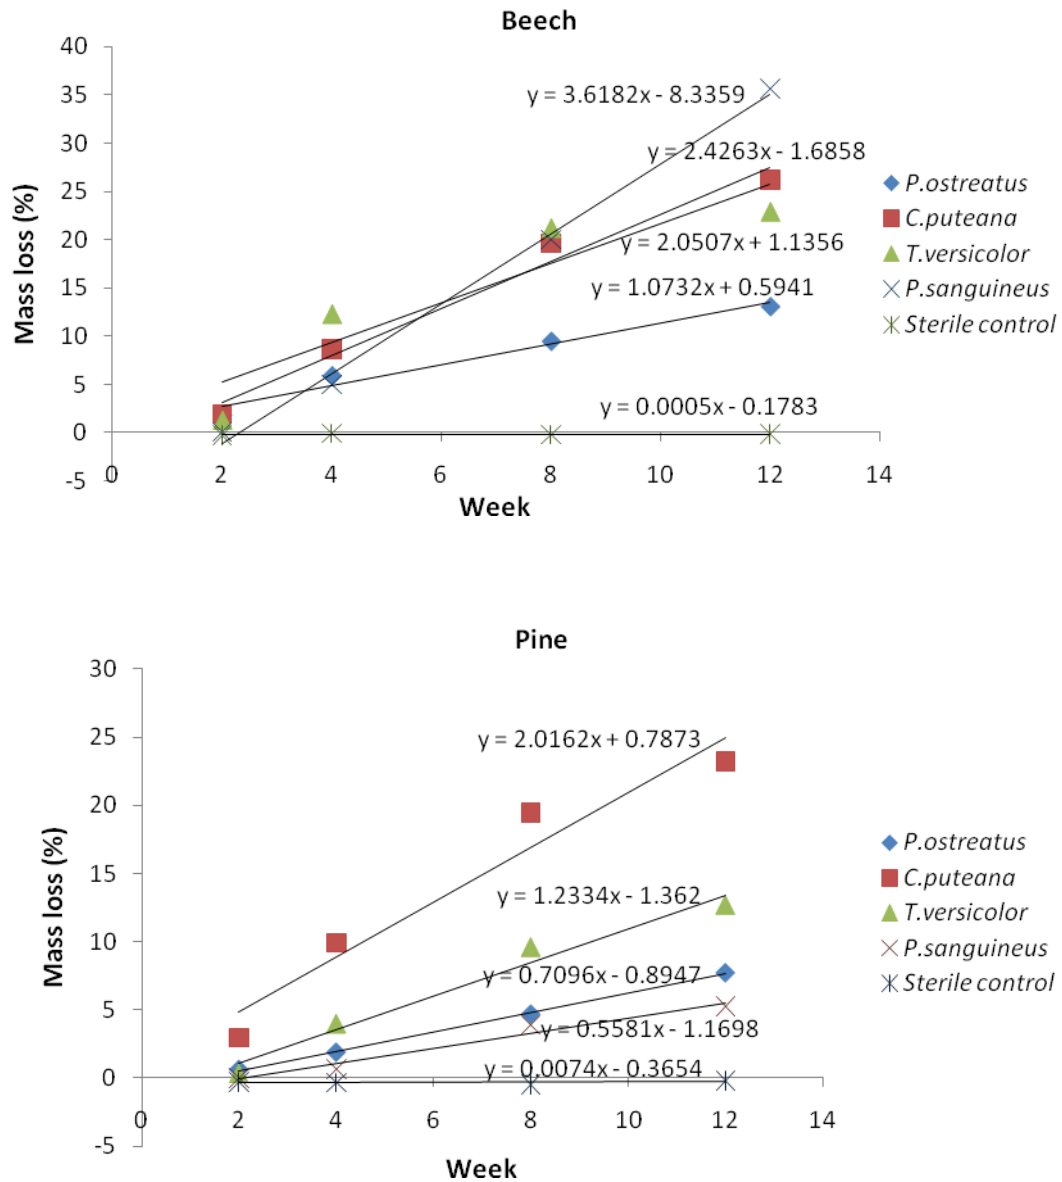 Beech
40
35
30
25
20
15
10
5
0
-5
Mass loss (%)
y = 3.6182x - 8.3359
y = 2.4263x - 1.6858
y = 2.0507x + 1.1356
y = 1.0732x + 0.5941
y = 0.0005x - 0.1783
P.ostreatus
C.puteana
T.versicolor
P.sanguineus
Sterile control
0 2 4 6 8 10 12 14
Week
Pine
30
25
20
15
10
5
0
-5
Mass loss (%)
y = 2.0162x + 0.7873
y = 1.2334x - 1.362
y = 0.7096x - 0.8947
y = 0.5581x - 1.1698
y = 0.0074x - 0.3654
P.ostreatus
C.puteana
T.versicolor
P.sanguineus
Sterile control
0 2 4 6 8 10 12 14
Week